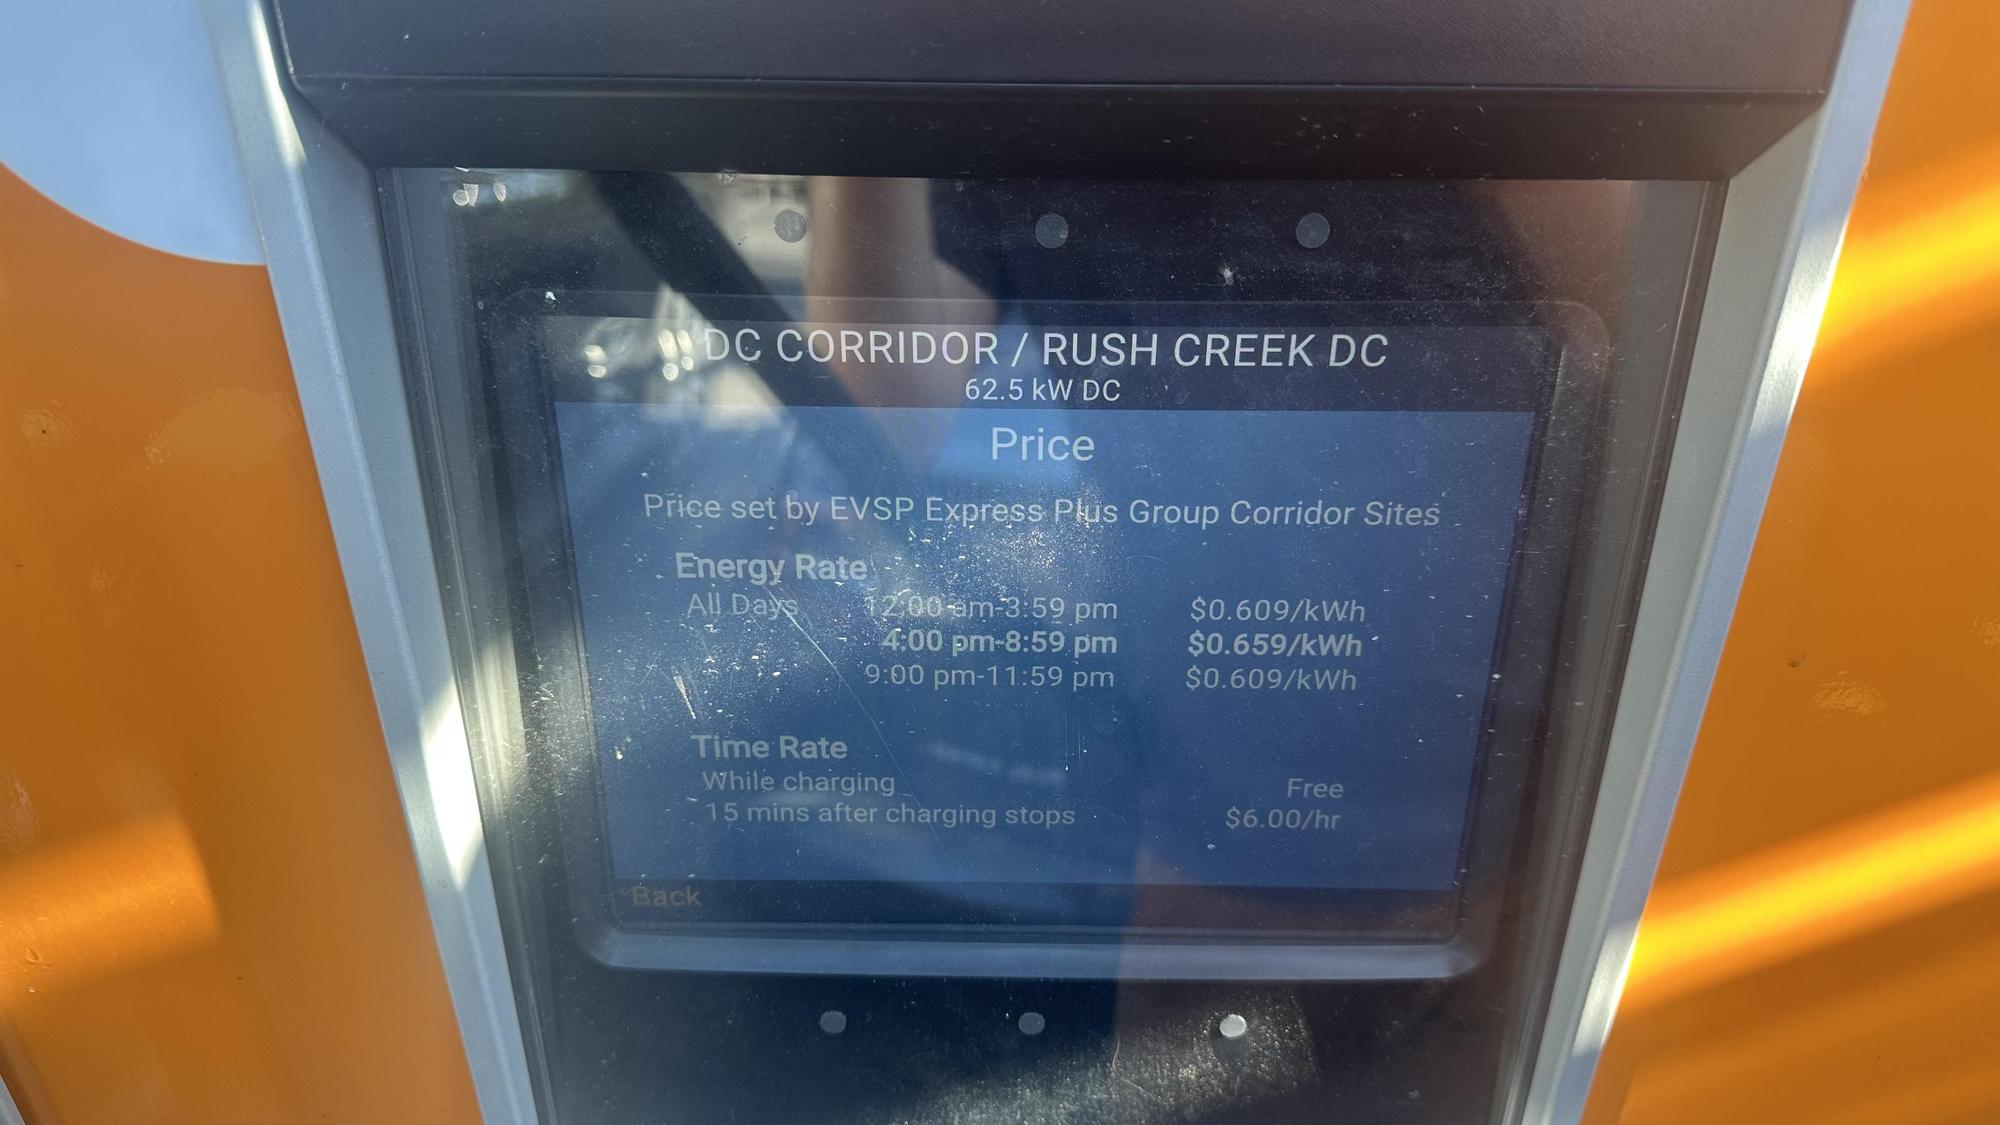 DC CORRIDOR / RUSH CREEK DC
62.5 kW DC
Price
Price set by EVSP Express Plus Group Corridor Sites
Energy Rate
All Days 12:00 am-3:59 pm $0.609/kWh
4:00 pm-8:59 pm $0.659/kWh
9:00 pm-11:59 pm $0.609/kWh
Time Rate
While charging Free
15 mins after charging stops $6.00/hr
Back